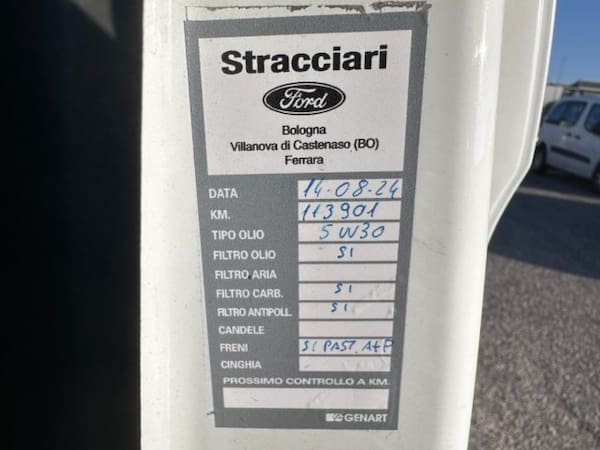 Stracciari
Ford
Bologna
Villanova di Castenaso (BO)
Ferrara
DATA 14-08-24
KM. 113901
TIPO OLIO 5W30
FILTRO OLIO SI
FILTRO ARIA
FILTRO CARB. SI
FILTRO ANTIPOLL. SI
CANDELE
FRENI SI PAST. A+P
CINGHIA
PROSSIMO CONTROLLO A KM.
GENART